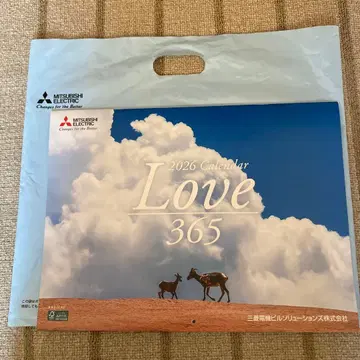 MITSUBISHI
ELECTRIC
Changes for the Better
MITSUBISHI
ELECTRIC
Changes for the Better
2026 Calendar
Love
365
三菱電機ビルソリューションズ株式会社